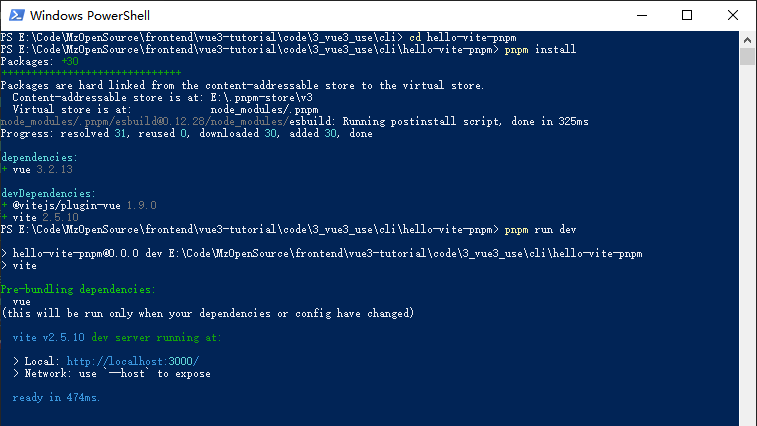 Windows PowerShell
PS E:\Code\MzOpenSource\frontend\vue3-tutorial\code\3_vue3_use\cli> cd hello-vite-pnpm
PS E:\Code\MzOpenSource\frontend\vue3-tutorial\code\3_vue3_use\cli\hello-vite-pnpm> pnpm install
Packages: +30
++++++++++++++++++++++++++++++
Packages are hard linked from the content-addressable store to the virtual store.
  Content-addressable store is at: E:\.pnpm-store\v3
  Virtual store is at:             node_modules/.pnpm
node_modules/.pnpm/esbuild@0.12.28/node_modules/esbuild: Running postinstall script, done in 325ms
Progress: resolved 31, reused 0, downloaded 30, added 30, done
dependencies:
+ vue 3.2.13
devDependencies:
+ @vitejs/plugin-vue 1.9.0
+ vite 2.5.10
PS E:\Code\MzOpenSource\frontend\vue3-tutorial\code\3_vue3_use\cli\hello-vite-pnpm> pnpm run dev
> hello-vite-pnpm@0.0.0 dev E:\Code\MzOpenSource\frontend\vue3-tutorial\code\3_vue3_use\cli\hello-vite-pnpm
> vite
Pre-bundling dependencies:
  vue
(this will be run only when your dependencies or config have changed)
  vite v2.5.10 dev server running at:
  > Local: http://localhost:3000/
  > Network: use `--host` to expose
  ready in 474ms.